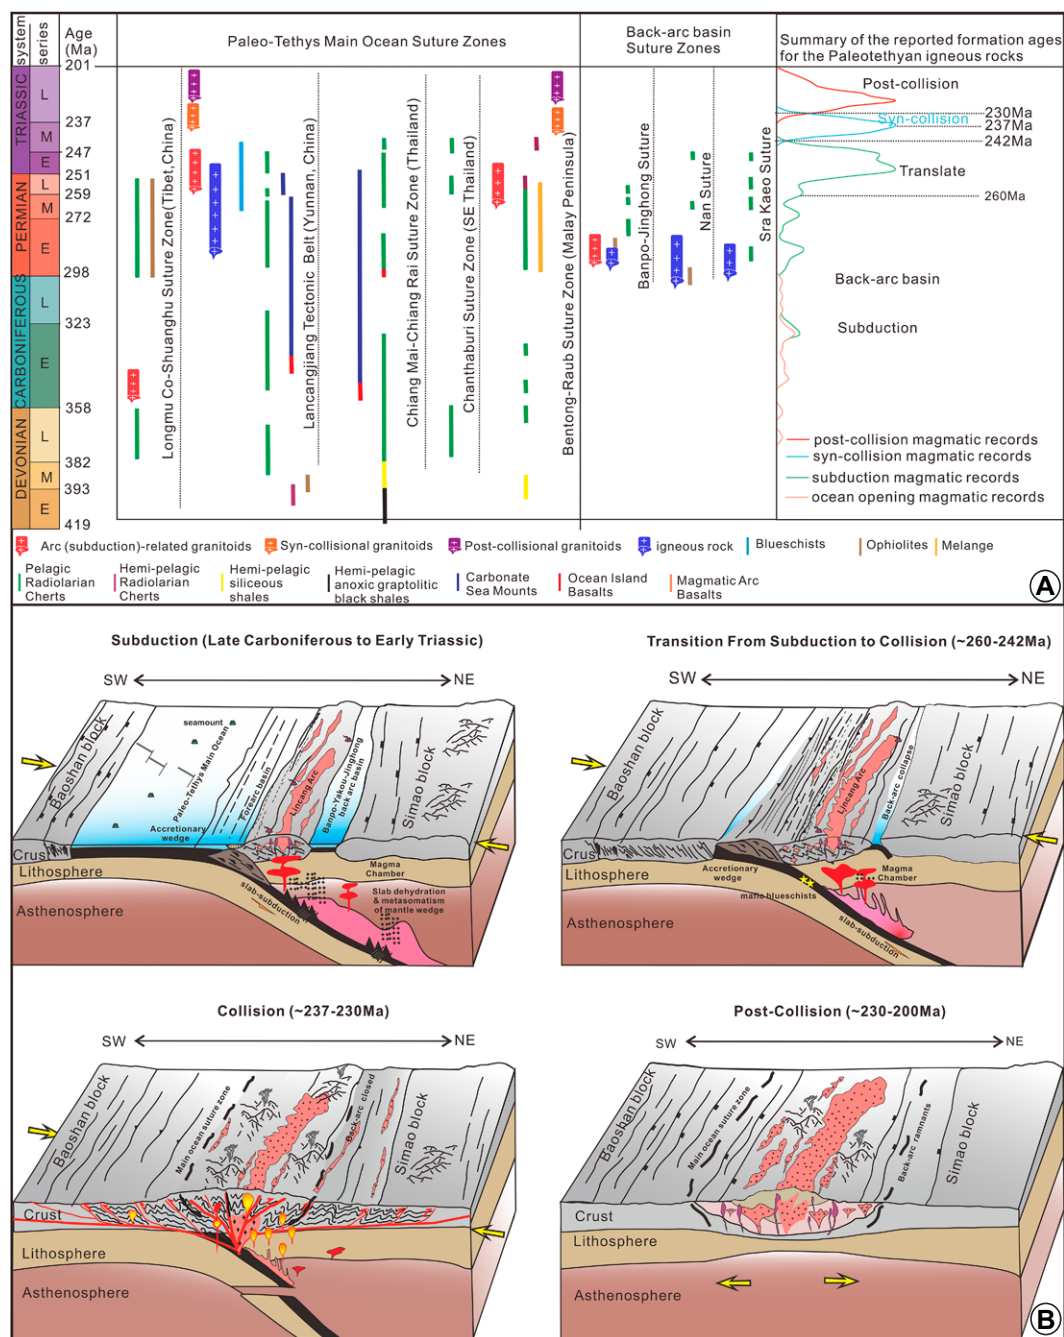 system
series
Age
(Ma)
Paleo-Tethys Main Ocean Suture Zones
Back-arc basin
Suture Zones
Summary of the reported formation ages
for the Paleotethyan igneous rocks
TRIASSIC
PERMIAN
CARBONIFEROUS
DEVONIAN
L
M
E
L
M
E
L
E
L
M
E
201
237
247
251
259
272
298
323
358
382
393
419
Longmu Co-Shuanghu Suture Zone(Tibet,China)
Lancangjiang Tectonic Belt (Yunnan, China)
Chiang Mai-Chiang Rai Suture Zone (Thailand)
Chanthaburi Suture Zone (SE Thailand)
Bentong-Raub Suture Zone (Malay Peninsula)
Banpo-Jinghong Suture
Nan Suture
Sra Kaeo Suture
Post-collision
230Ma
Syn-collision
237Ma
242Ma
Translate
260Ma
Back-arc basin
Subduction
post-collision magmatic records
syn-collision magmatic records
subduction magmatic records
ocean opening magmatic records
Arc (subduction)-related granitoids
Syn-collisional granitoids
Post-collisional granitoids
igneous rock
Blueschists
Ophiolites
Melange
Pelagic
Radiolarian
Cherts
Hemi-pelagic
Radiolarian
Cherts
Hemi-pelagic
siliceous
shales
Hemi-pelagic
anoxic graptolitic
black shales
Carbonate
Sea Mounts
Ocean Island
Basalts
Magmatic Arc
Basalts
A
Subduction (Late Carboniferous to Early Triassic)
SW
NE
Baoshan block
seamount
Paleo-Tethys Main Ocean
Forearc basin
Lincang Arc
Banpo-Yakou-Jinghong
back arc basin
Simao block
Accretionary
wedge
Crust
Lithosphere
Asthenosphere
slab-subduction
Magma
Chamber
Slab dehydration
& metasomatism
of mantle wedge
Transition From Subduction to Collision (~260-242Ma)
SW
NE
Baoshan block
Lincang Arc
Back-arc collapse
Simao block
Crust
Lithosphere
Asthenosphere
Accretionary
wedge
mafic blueschists
Magma
Chamber
slab-subduction
Collision (~237-230Ma)
SW
NE
Baoshan block
Main ocean suture zone
Back-arc closed
Simao block
Crust
Lithosphere
Asthenosphere
Post-Collision (~230-200Ma)
SW
NE
Baoshan block
Main ocean suture zone
Back-arc remnants
Simao block
Crust
Lithosphere
Asthenosphere
B